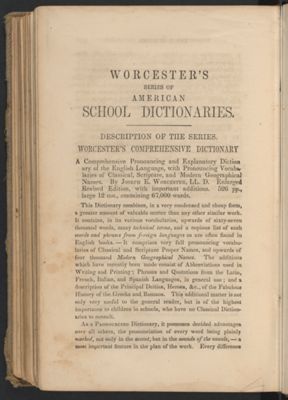 WORCESTER'S
SERIES OF
AMERICAN
SCHOOL DICTIONARIES.
DESCRIPTION OF THE SERIES.
WORCESTER'S COMPREHENSIVE DICTIONARY
A Comprehensive Pronouncing and Explanatory Diction
ary of the English Language, with Pronouncing Vocabu-
laries of Classical, Scripture, and Modern Geographical
Names. By JOSEPH E. WORCESTER, LL. D. Enlarged
Revised Edition, with important additions. 526 pp.,
large 12 mo., containing 67,000 words.
This Dictionary combines, in a very condensed and cheap form,
a greater amount of valuable matter than any other similar work.
It contains, in its various vocabularies, upwards of sixty-seven
thousand words, many technical terms, and a copious list of such
words and phrases from foreign languages as are often found in
English books. — It comprises very full pronouncing vocabu-
laries of Classical and Scripture Proper Names, and upwards of
four thousand Modern Geographical Names. The additions
which have recently been made consist of Abbreviations used in
Writing and Printing; Phrases and Quotations from the Latin,
French, Italian, and Spanish Languages, in general use; and a
description of the Principal Deities, Heroes, &c., of the Fabulous
History of the Greeks and Romans. This additional matter is not
only very useful to the general reader, but is of the highest
importance to children in schools, who have no Classical Diction-
aries to consult.
As a PRONOUNCING Dictionary, it possesses decided advantages
over all others, the pronunciation of every word being plainly
marked, not only in the accent, but in the sounds of the vowels, — a
most important feature in the plan of the work. Every difference